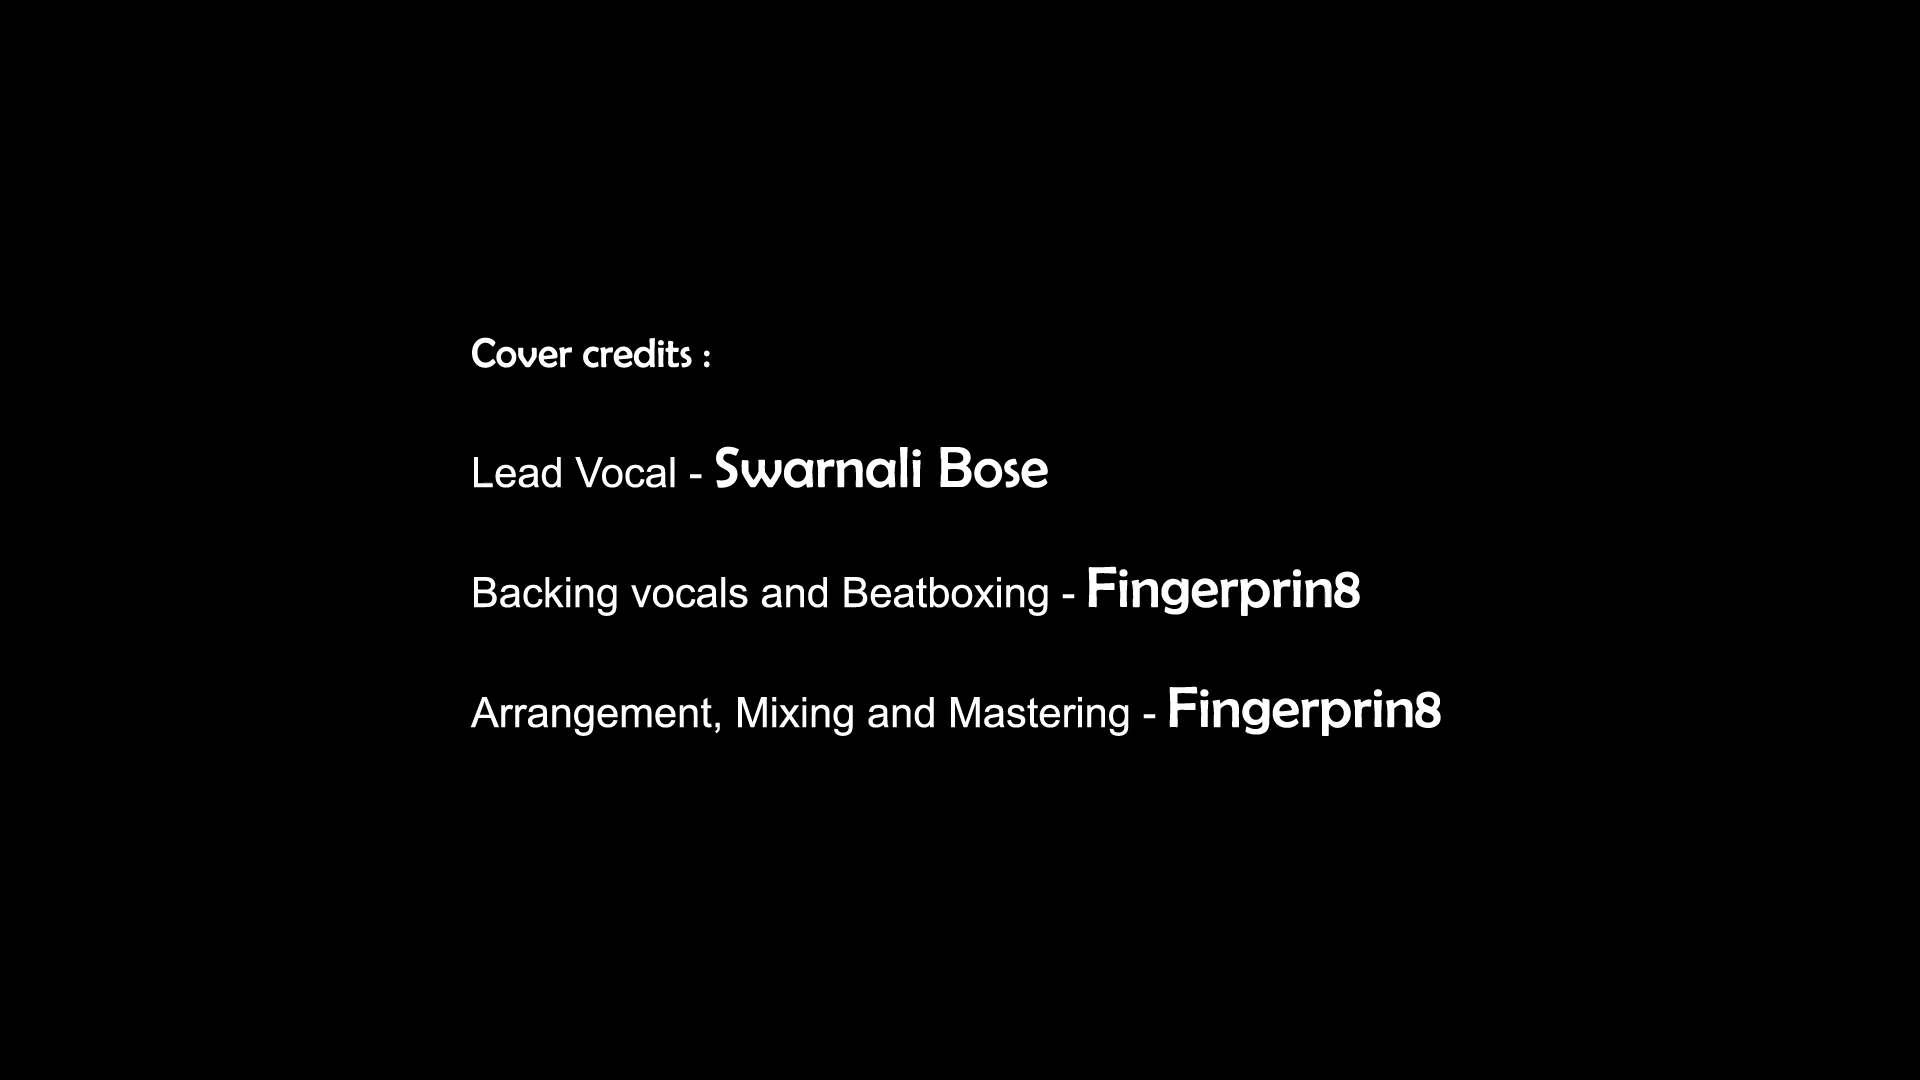 Cover credits :
Lead Vocal - Swarnali Bose
Backing vocals and Beatboxing - Fingerprin8
Arrangement, Mixing and Mastering - Fingerprin8